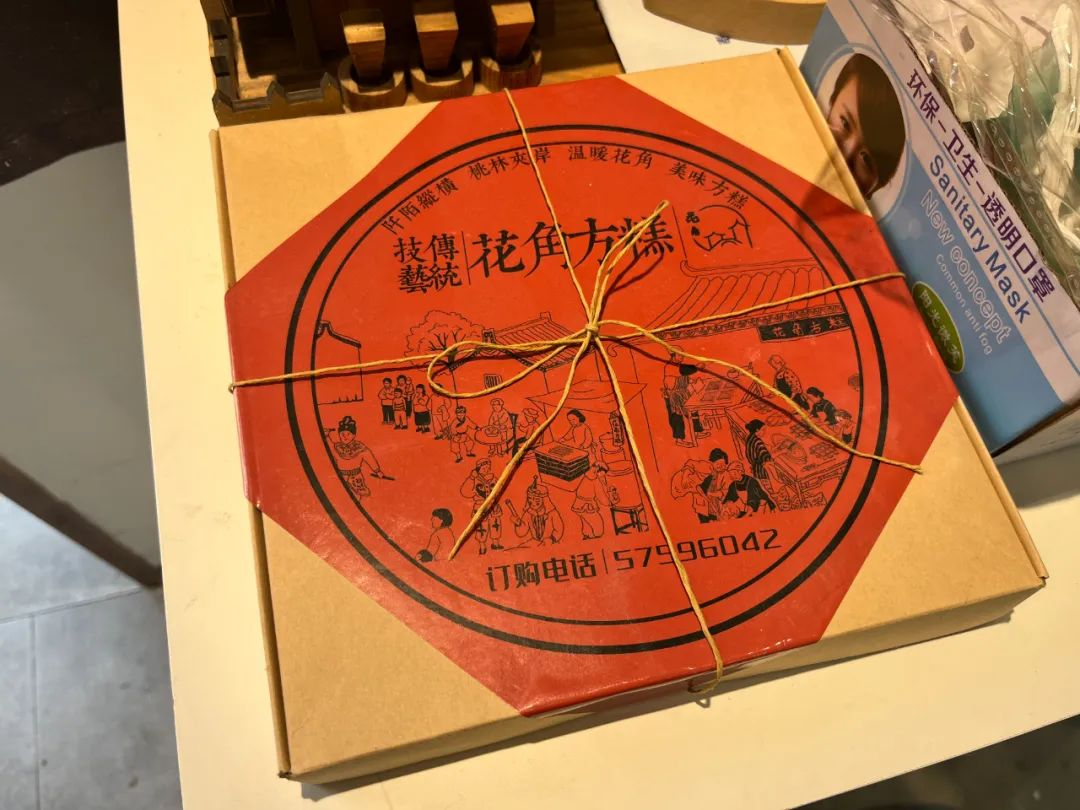 阡陌縱橫 桃林夾岸 温暖花角 美味方糕
傳統
技藝
花角方糕
花角方糕
订购电话|57596042
环保-卫生-透明口罩
Sanitary Mask
New concept
Common anti fog